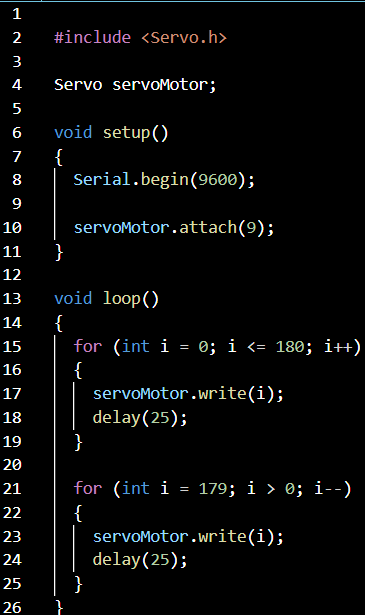 1
2 #include <Servo.h>
3
4 Servo servoMotor;
5
6 void setup()
7 {
8   Serial.begin(9600);
9
10   servoMotor.attach(9);
11 }
12
13 void loop()
14 {
15   for (int i = 0; i <= 180; i++)
16   {
17     servoMotor.write(i);
18     delay(25);
19   }
20
21   for (int i = 179; i > 0; i--)
22   {
23     servoMotor.write(i);
24     delay(25);
25   }
26 }